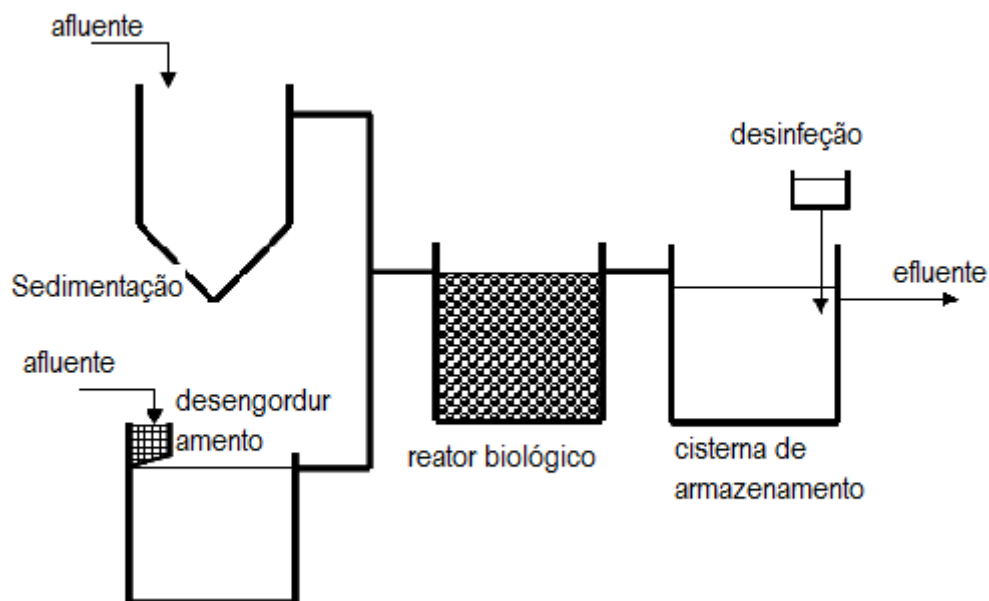 afluente
Sedimentação
afluente
desengordur
amento
reator biológico
desinfeção
cisterna de
armazenamento
efluente